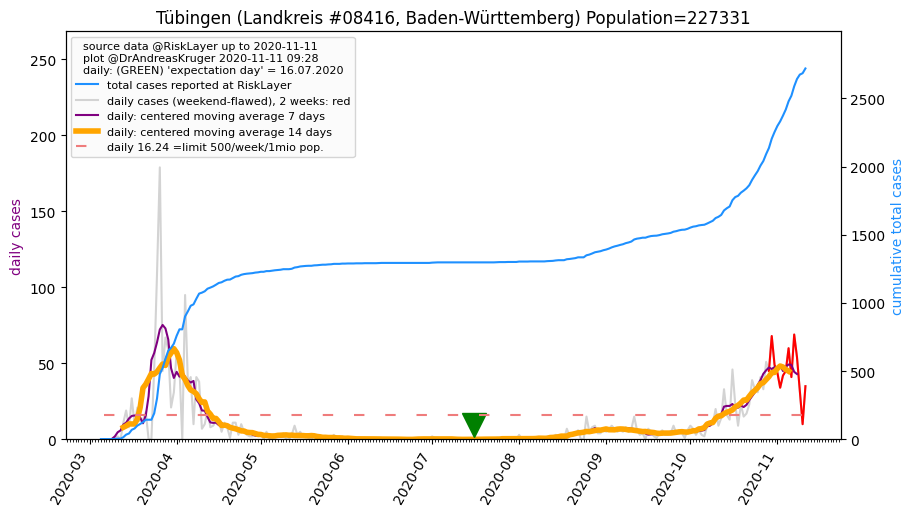 Tübingen (Landkreis #08416, Baden-Württemberg) Population=227331
source data @RiskLayer up to 2020-11-11
plot @DrAndreasKruger 2020-11-11 09:28
daily: (GREEN) 'expectation day' = 16.07.2020
total cases reported at RiskLayer
daily cases (weekend-flawed), 2 weeks: red
daily: centered moving average 7 days
daily: centered moving average 14 days
daily 16.24 =limit 500/week/1mio pop.
daily cases
250
200
150
100
50
0
cumulative total cases
2500
2000
1500
1000
500
0
2020-03
2020-04
2020-05
2020-06
2020-07
2020-08
2020-09
2020-10
2020-11